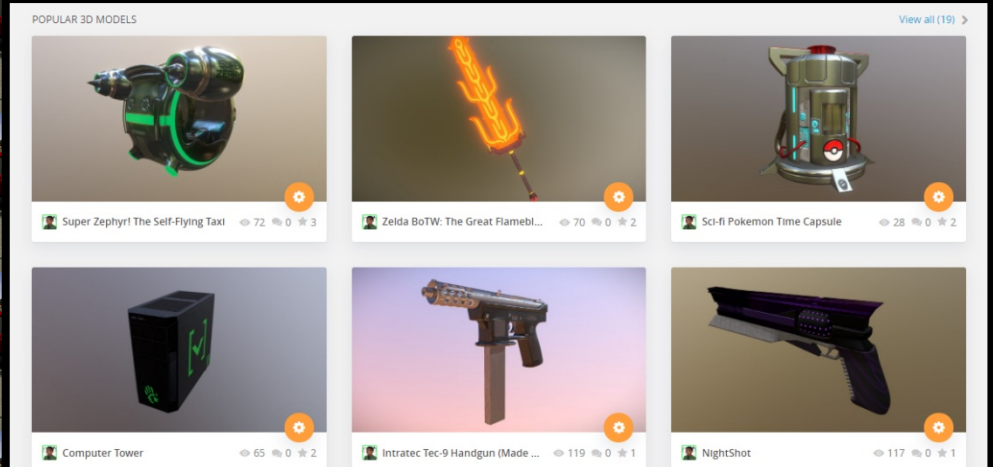 POPULAR 3D MODELS
View all (19)
Super Zephyr! The Self-Flying Taxi 72 0 3
Zelda BoTW: The Great Flamebl... 70 0 2
Sci-fi Pokemon Time Capsule 28 0 2
Computer Tower 65 0 2
Intratec Tec-9 Handgun (Made ... 119 0 1
NightShot 117 0 1